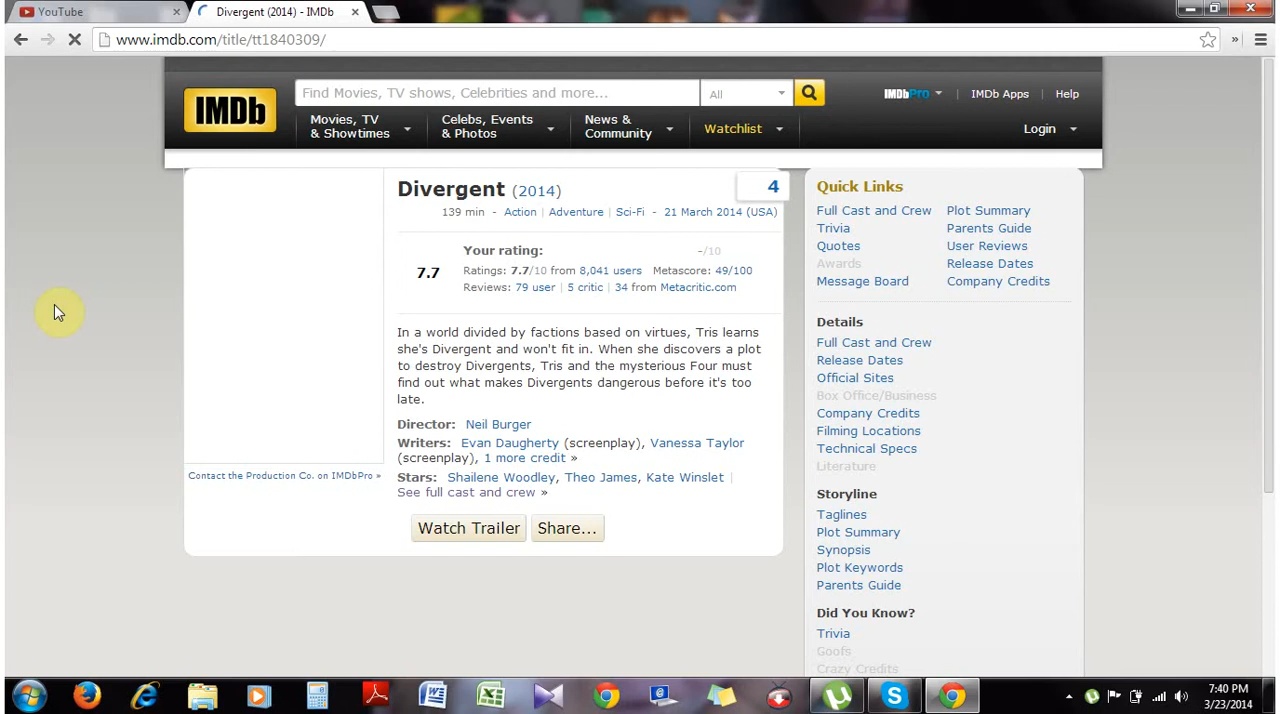 YouTube
Divergent (2014) - IMDb
www.imdb.com/title/tt1840309/
IMDb
Find Movies, TV shows, Celebrities and more...
All
IMDbPro
IMDb Apps
Help
Movies, TV
& Showtimes
Celebs, Events
& Photos
News &
Community
Watchlist
Login
Divergent (2014)
4
139 min - Action | Adventure | Sci-Fi - 21 March 2014 (USA)
7.7
Your rating: -/10
Ratings: 7.7/10 from 8,041 users Metascore: 49/100
Reviews: 79 user | 5 critic | 34 from Metacritic.com
In a world divided by factions based on virtues, Tris learns
she's Divergent and won't fit in. When she discovers a plot
to destroy Divergents, Tris and the mysterious Four must
find out what makes Divergents dangerous before it's too
late.
Director: Neil Burger
Writers: Evan Daugherty (screenplay), Vanessa Taylor
(screenplay), 1 more credit »
Stars: Shailene Woodley, Theo James, Kate Winslet |
See full cast and crew »
Contact the Production Co. on IMDbPro »
Watch Trailer
Share...
Quick Links
Full Cast and Crew
Plot Summary
Trivia
Parents Guide
Quotes
User Reviews
Awards
Release Dates
Message Board
Company Credits
Details
Full Cast and Crew
Release Dates
Official Sites
Box Office/Business
Company Credits
Filming Locations
Technical Specs
Literature
Storyline
Taglines
Plot Summary
Synopsis
Plot Keywords
Parents Guide
Did You Know?
Trivia
Goofs
Crazy Credits
7:40 PM
3/23/2014